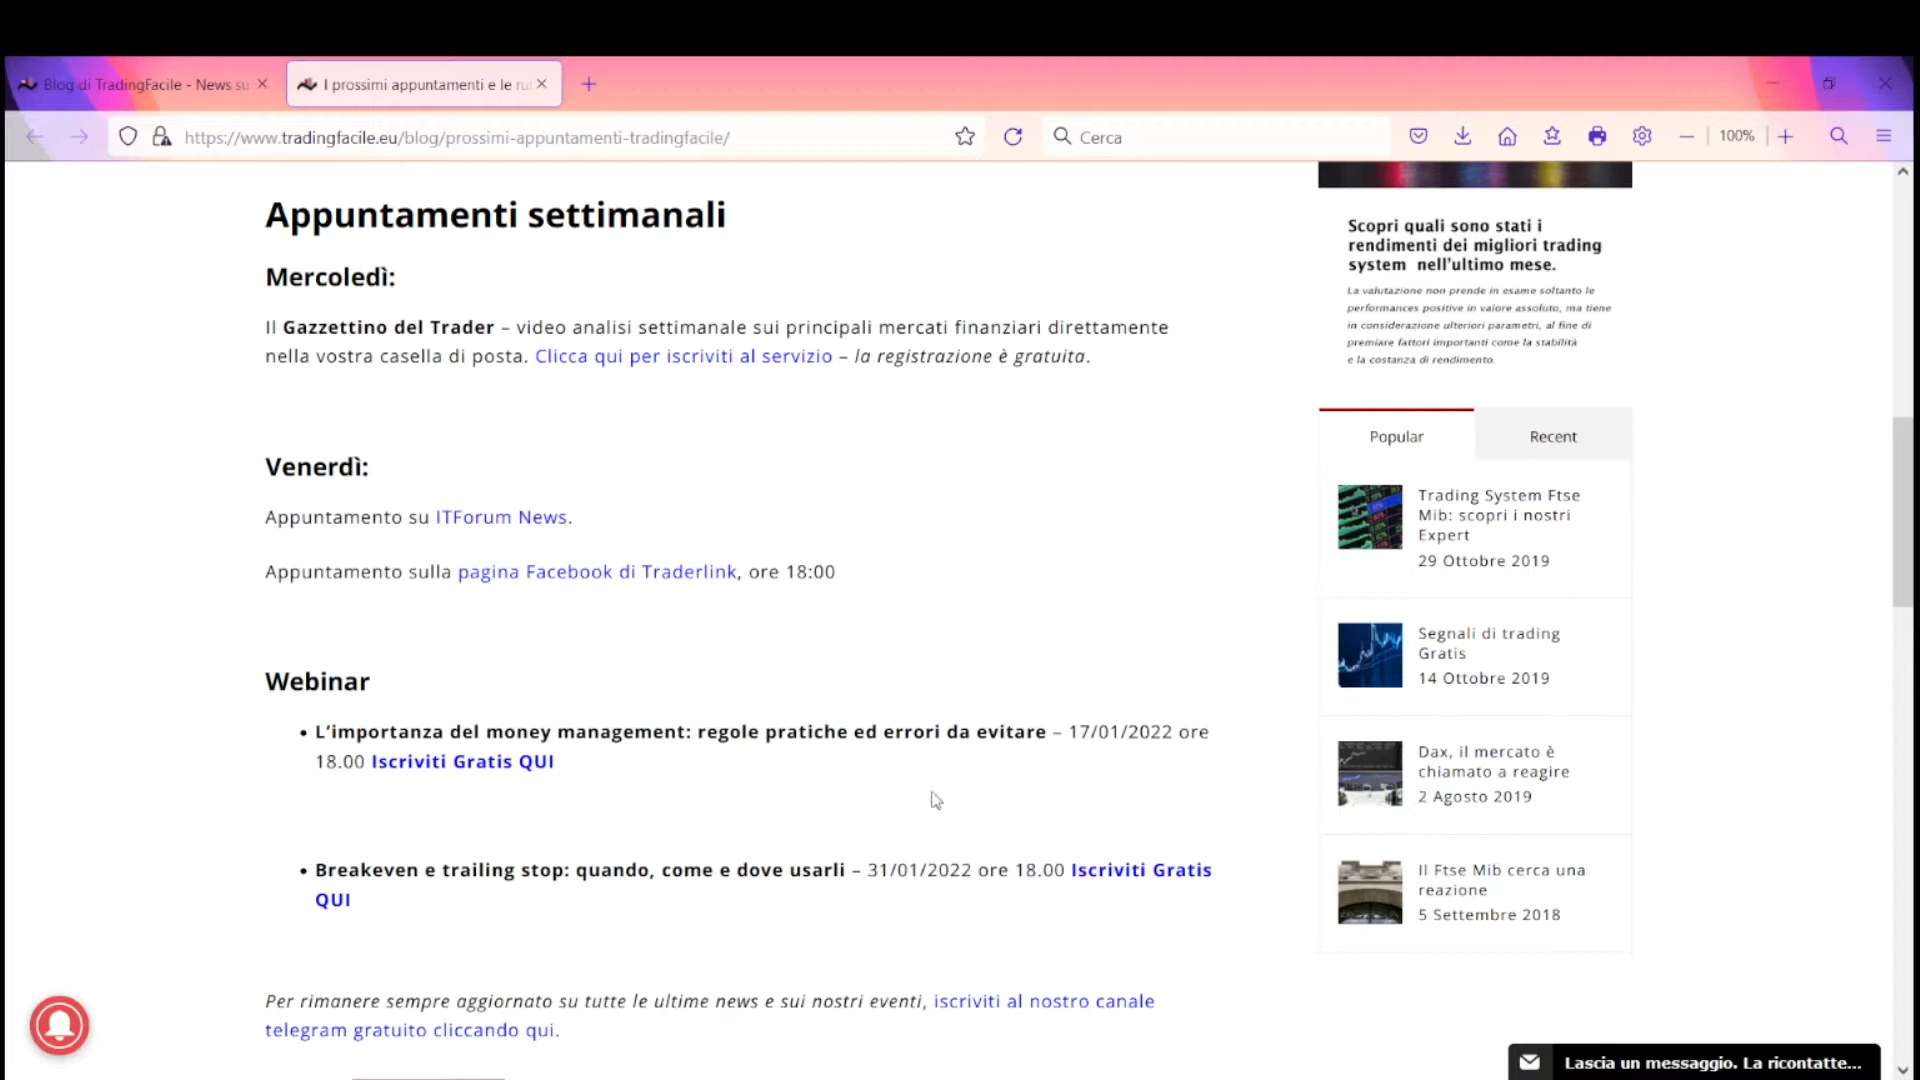 Blog di TradingFacile - News su
I prossimi appuntamenti e le ru
https://www.tradingfacile.eu/blog/prossimi-appuntamenti-tradingfacile/
Cerca
100%
Appuntamenti settimanali
Mercoledì:
Il Gazzettino del Trader – video analisi settimanale sui principali mercati finanziari direttamente
nella vostra casella di posta. Clicca qui per iscriviti al servizio – la registrazione è gratuita.
Venerdì:
Appuntamento su ITForum News.
Appuntamento sulla pagina Facebook di Traderlink, ore 18:00
Webinar
• L’importanza del money management: regole pratiche ed errori da evitare – 17/01/2022 ore
18.00 Iscriviti Gratis QUI
• Breakeven e trailing stop: quando, come e dove usarli – 31/01/2022 ore 18.00 Iscriviti Gratis
QUI
Per rimanere sempre aggiornato su tutte le ultime news e sui nostri eventi, iscriviti al nostro canale
telegram gratuito cliccando qui.
Scopri quali sono stati i
rendimenti dei migliori trading
system nell'ultimo mese.
La valutazione non prende in esame soltanto le
performances positive in valore assoluto, ma tiene
in considerazione ulteriori parametri, al fine di
premiare fattori importanti come la stabilità
e la costanza di rendimento.
Popular
Recent
Trading System Ftse
Mib: scopri i nostri
Expert
29 Ottobre 2019
Segnali di trading
Gratis
14 Ottobre 2019
Dax, il mercato è
chiamato a reagire
2 Agosto 2019
Il Ftse Mib cerca una
reazione
5 Settembre 2018
Lascia un messaggio. La ricontatte...